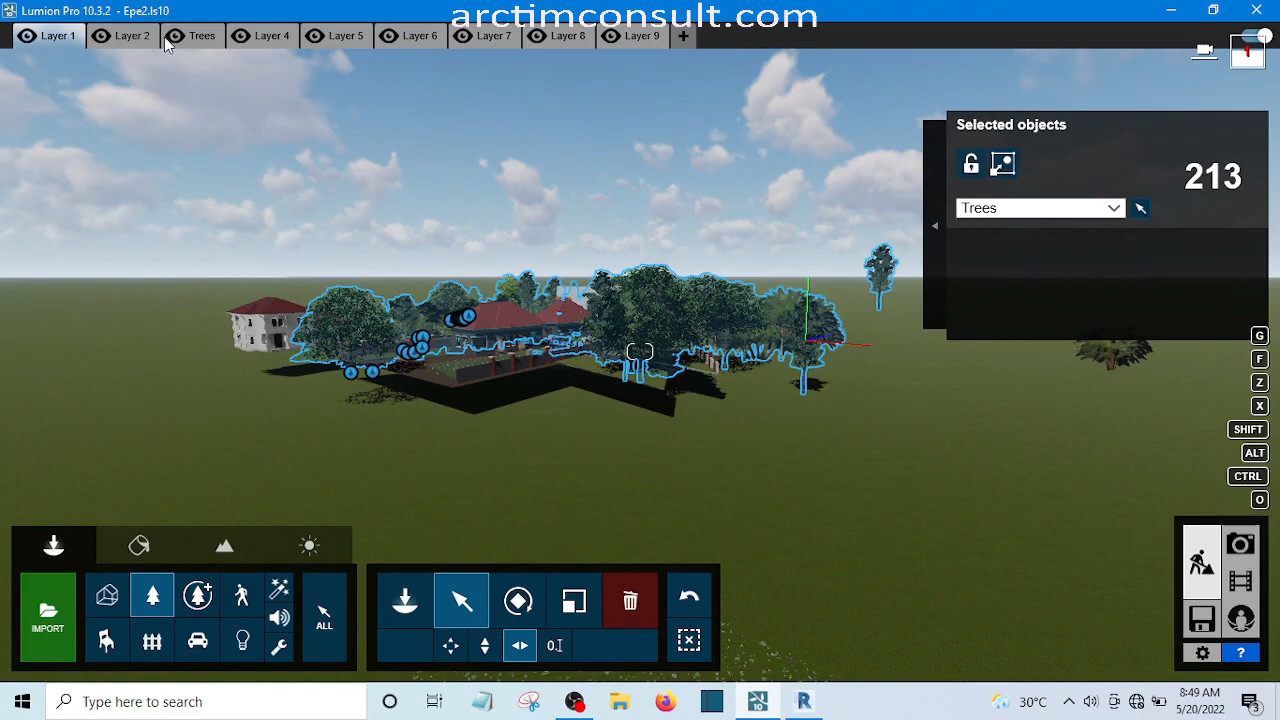 Lumion Pro 10.3.2 - Epe2.ls10
arctimconsult.com
Layer 1
Layer 2
Trees
Layer 4
Layer 5
Layer 6
Layer 7
Layer 8
Layer 9
+
1
Selected objects
213
Trees
G
F
Z
X
SHIFT
ALT
CTRL
O
IMPORT
ALL
?
Type here to search
10
R
30°C
8:49 AM
5/20/2022
3